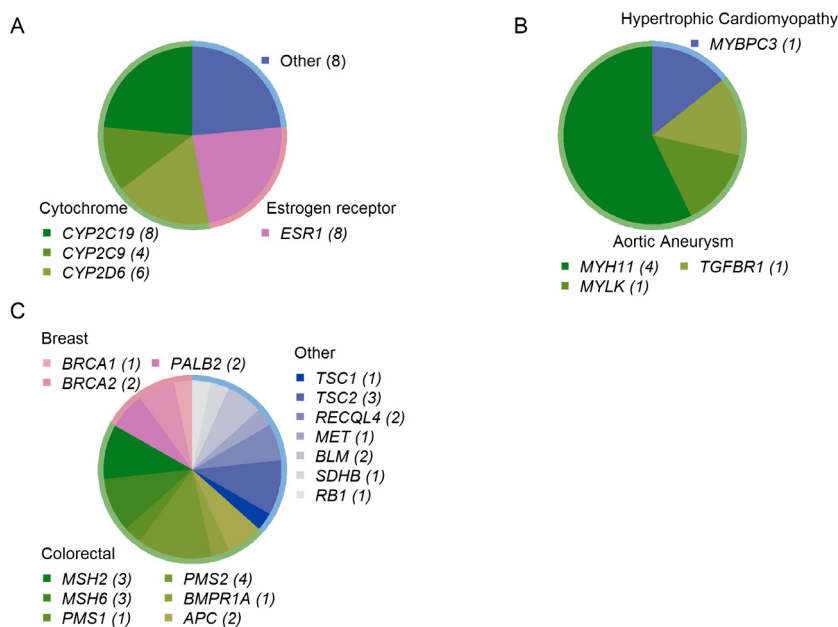 A
Other (8)
Cytochrome
CYP2C19 (8)
CYP2C9 (4)
CYP2D6 (6)
Estrogen receptor
ESR1 (8)
B
Hypertrophic Cardiomyopathy
MYBPC3 (1)
Aortic Aneurysm
MYH11 (4) TGFBR1 (1)
MYLK (1)
C
Breast
BRCA1 (1) PALB2 (2)
BRCA2 (2)
Other
TSC1 (1)
TSC2 (3)
RECQL4 (2)
MET (1)
BLM (2)
SDHB (1)
RB1 (1)
Colorectal
MSH2 (3) PMS2 (4)
MSH6 (3) BMPR1A (1)
PMS1 (1) APC (2)